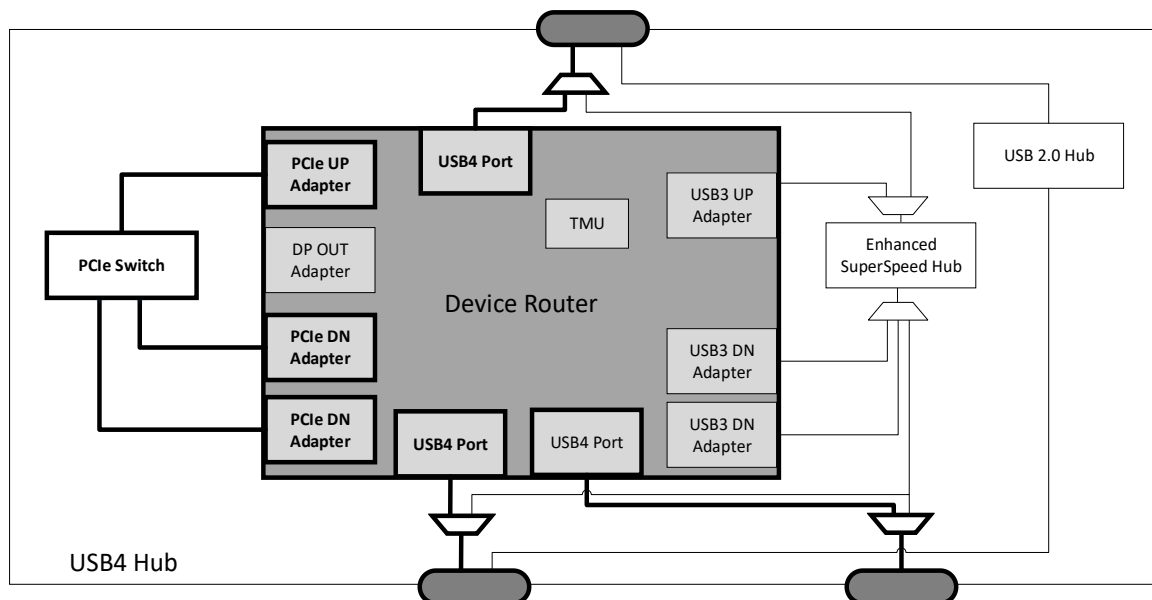 USB4 Port
USB 2.0 Hub
PCIe UP
Adapter
USB3 UP
Adapter
TMU
DP OUT
Adapter
PCIe Switch
Enhanced
SuperSpeed Hub
Device Router
PCIe DN
Adapter
USB3 DN
Adapter
PCIe DN
Adapter
USB4 Port
USB4 Port
USB3 DN
Adapter
USB4 Hub